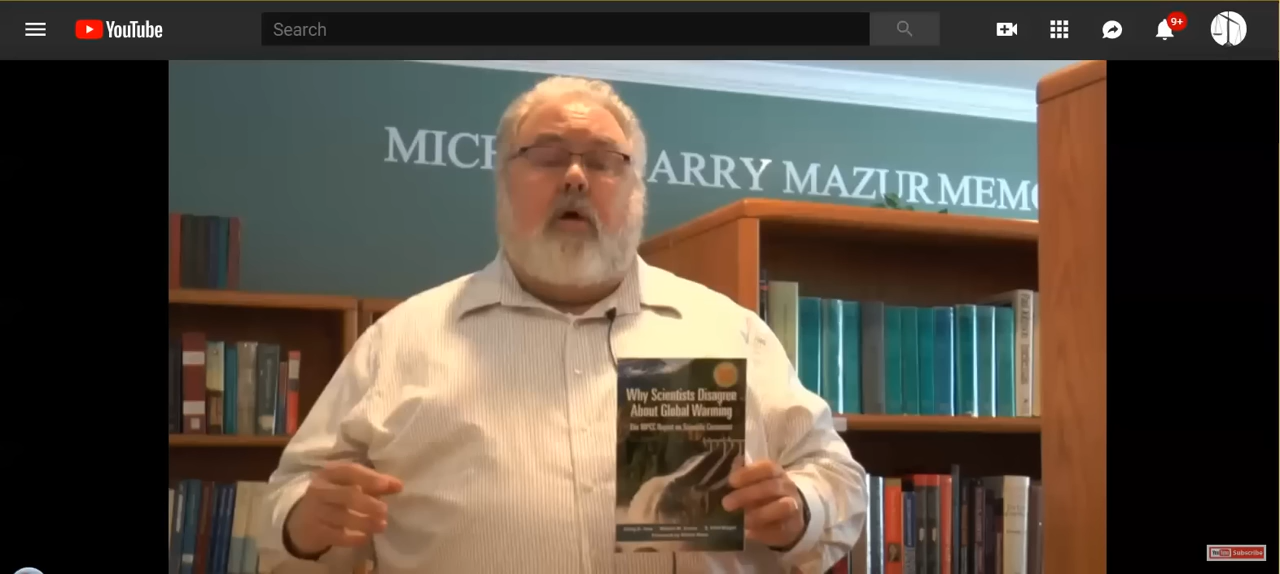 YouTube
Search
9+
MICH ARRY MAZUR MEMO
Why Scientists Disagree
About Global Warming
The NIPCC Report on Scientific Consensus
Subscribe